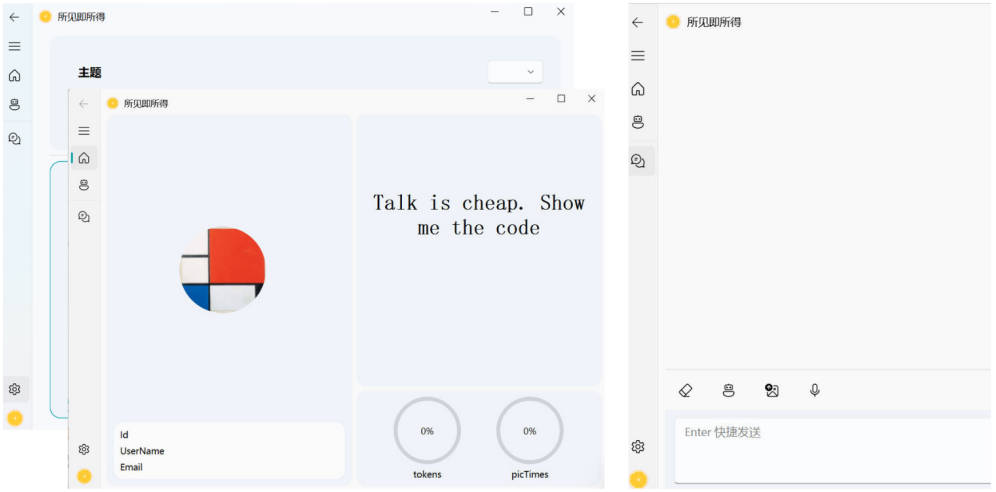 所见即所得
主题
所见即所得
Talk is cheap. Show
me the code
Id
UserName
Email
0%
tokens
0%
picTimes
所见即所得
Enter 快捷发送